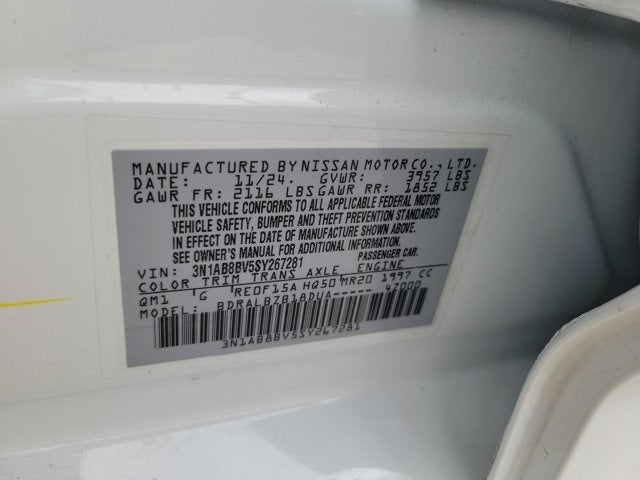 MANUFACTURED BY NISSAN MOTOR CO., LTD.
DATE: 11/24. GVWR: 3957 LBS
GAWR FR: 2116 LBS GAWR RR: 1852 LBS
THIS VEHICLE CONFORMS TO ALL APPLICABLE FEDERAL MOTOR
VEHICLE SAFETY, BUMPER AND THEFT PREVENTION STANDARDS
IN EFFECT ON THE DATE OF MANUFACTURE SHOWN ABOVE.
SEE OWNER'S MANUAL FOR ADDITIONAL INFORMATION.
VIN: 3N1AB8BV5SY267281 PASSENGER CAR.
COLOR TRIM TRANS AXLE ENGINE
QM1 G RE0F15A HQ50 MR20 1997 CC
MODEL: BDRALBZB18DUA----- 47000
3N1AB8BV5SY267281